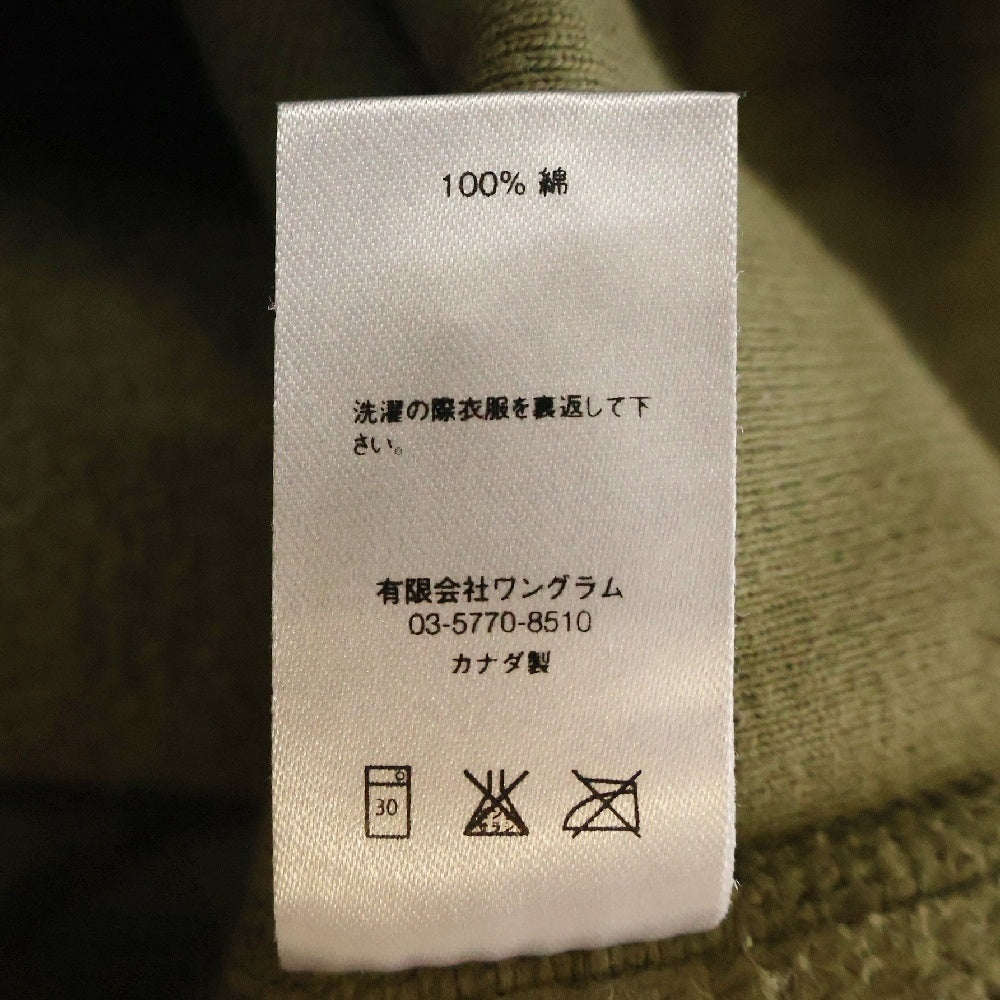 100% 綿
洗濯の際衣服を裏返して下
さい。
有限会社ワングラム
03-5770-8510
カナダ製
30